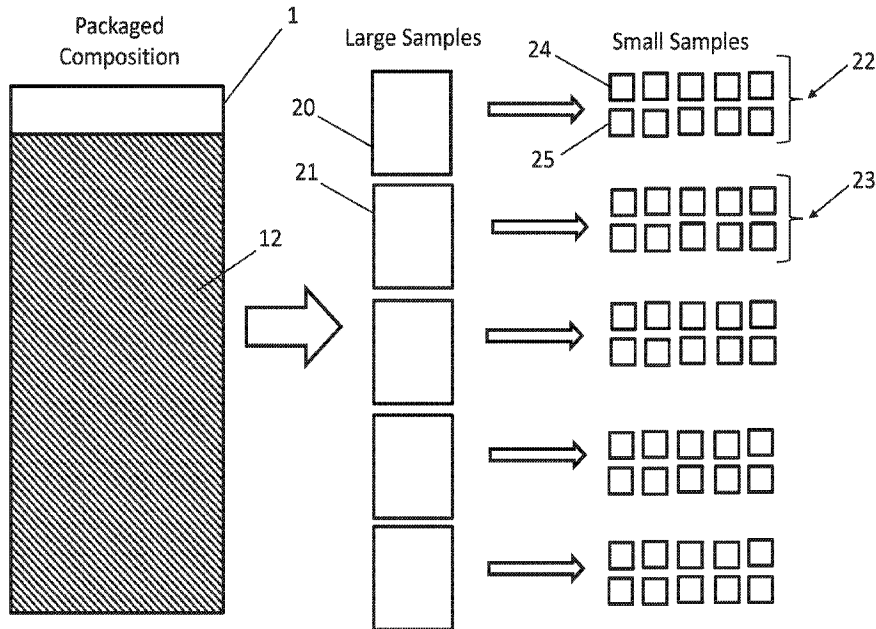 Packaged
Composition
1
Large Samples
Small Samples
24
22
20
25
21
23
12